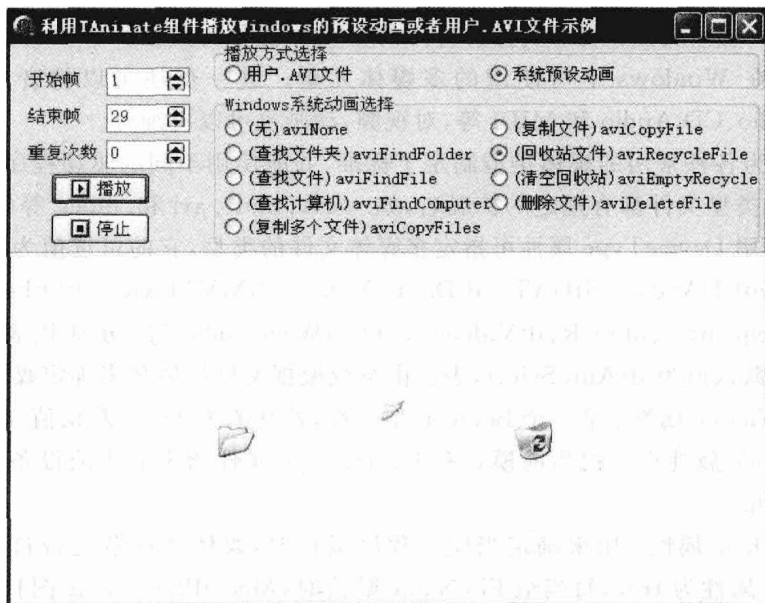 利用TAnimate组件播放Windows的预设动画或者用户.AVI文件示例
播放方式选择
用户.AVI文件
系统预设动画
开始帧 1
结束帧 29
重复次数 0
播放
停止
Windows系统动画选择
(无)aviNone
(复制文件)aviCopyFile
(查找文件夹)aviFindFolder
(回收站文件)aviRecycleFile
(查找文件)aviFindFile
(清空回收站)aviEmptyRecycle
(查找计算机)aviFindComputer
(删除文件)aviDeleteFile
(复制多个文件)aviCopyFiles